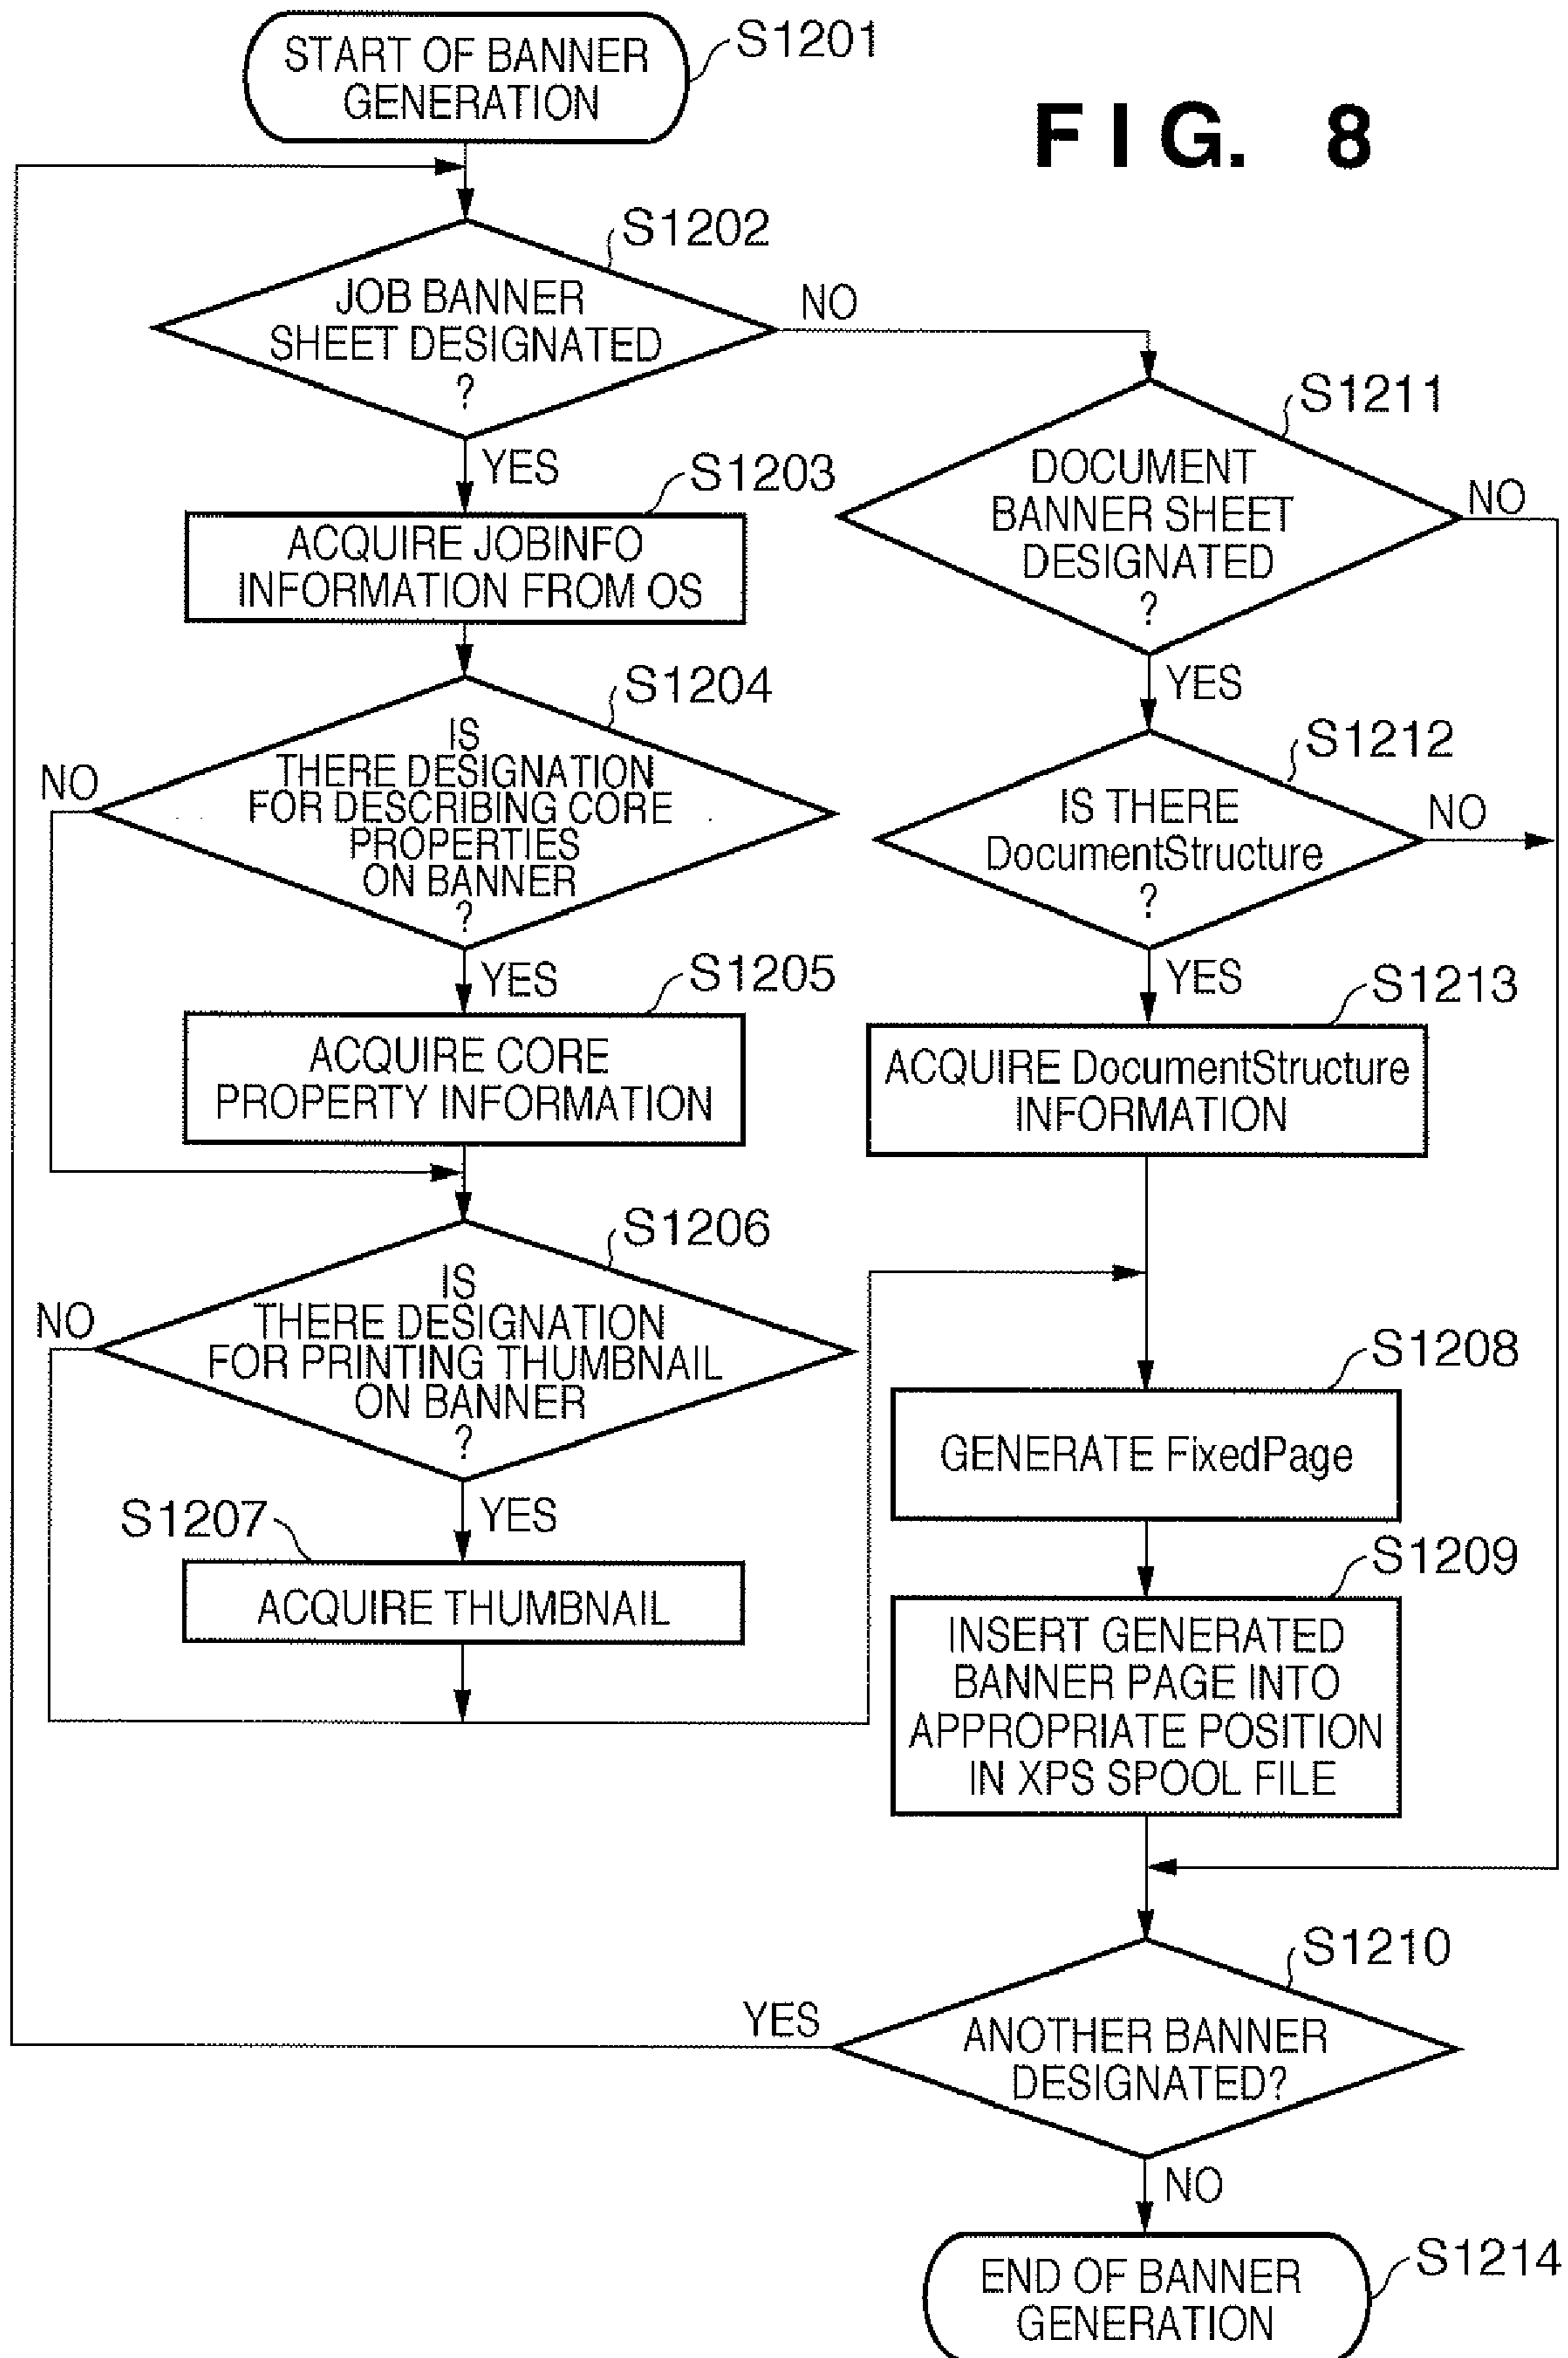 START OF BANNER
GENERATION
S1201
FIG. 8
S1202
JOB BANNER
SHEET DESIGNATED
?
NO
YES
S1203
ACQUIRE JOBINFO
INFORMATION FROM OS
S1204
IS
THERE DESIGNATION
FOR DESCRIBING CORE
PROPERTIES
ON BANNER
?
NO
YES
S1205
ACQUIRE CORE
PROPERTY INFORMATION
S1206
IS
THERE DESIGNATION
FOR PRINTING THUMBNAIL
ON BANNER
?
NO
YES
S1207
ACQUIRE THUMBNAIL
S1211
DOCUMENT
BANNER SHEET
DESIGNATED
?
NO
YES
S1212
IS THERE
DocumentStructure
?
NO
YES
S1213
ACQUIRE DocumentStructure
INFORMATION
S1208
GENERATE FixedPage
S1209
INSERT GENERATED
BANNER PAGE INTO
APPROPRIATE POSITION
IN XPS SPOOL FILE
S1210
ANOTHER BANNER
DESIGNATED?
YES
NO
S1214
END OF BANNER
GENERATION